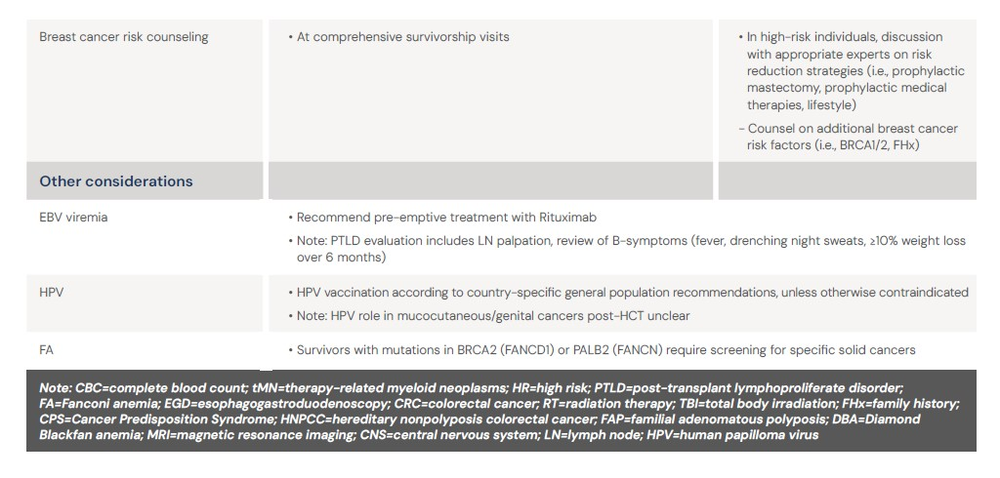 Breast cancer risk counseling
• At comprehensive survivorship visits
• In high-risk individuals, discussion
with appropriate experts on risk
reduction strategies (i.e., prophylactic
mastectomy, prophylactic medical
therapies, lifestyle)
- Counsel on additional breast cancer
risk factors (i.e., BRCA1/2, FHx)
Other considerations
EBV viremia
• Recommend pre-emptive treatment with Rituximab
• Note: PTLD evaluation includes LN palpation, review of B-symptoms (fever, drenching night sweats, ≥10% weight loss
over 6 months)
HPV
• HPV vaccination according to country-specific general population recommendations, unless otherwise contraindicated
• Note: HPV role in mucocutaneous/genital cancers post-HCT unclear
FA
• Survivors with mutations in BRCA2 (FANCD1) or PALB2 (FANCN) require screening for specific solid cancers
Note: CBC=complete blood count; tMN=therapy-related myeloid neoplasms; HR=high risk; PTLD=post-transplant lymphoproliferate disorder;
FA=Fanconi anemia; EGD=esophagogastroduodenoscopy; CRC=colorectal cancer; RT=radiation therapy; TBI=total body irradiation; FHx=family history;
CPS=Cancer Predisposition Syndrome; HNPCC=hereditary nonpolyposis colorectal cancer; FAP=familial adenomatous polyposis; DBA=Diamond
Blackfan anemia; MRI=magnetic resonance imaging; CNS=central nervous system; LN=lymph node; HPV=human papilloma virus